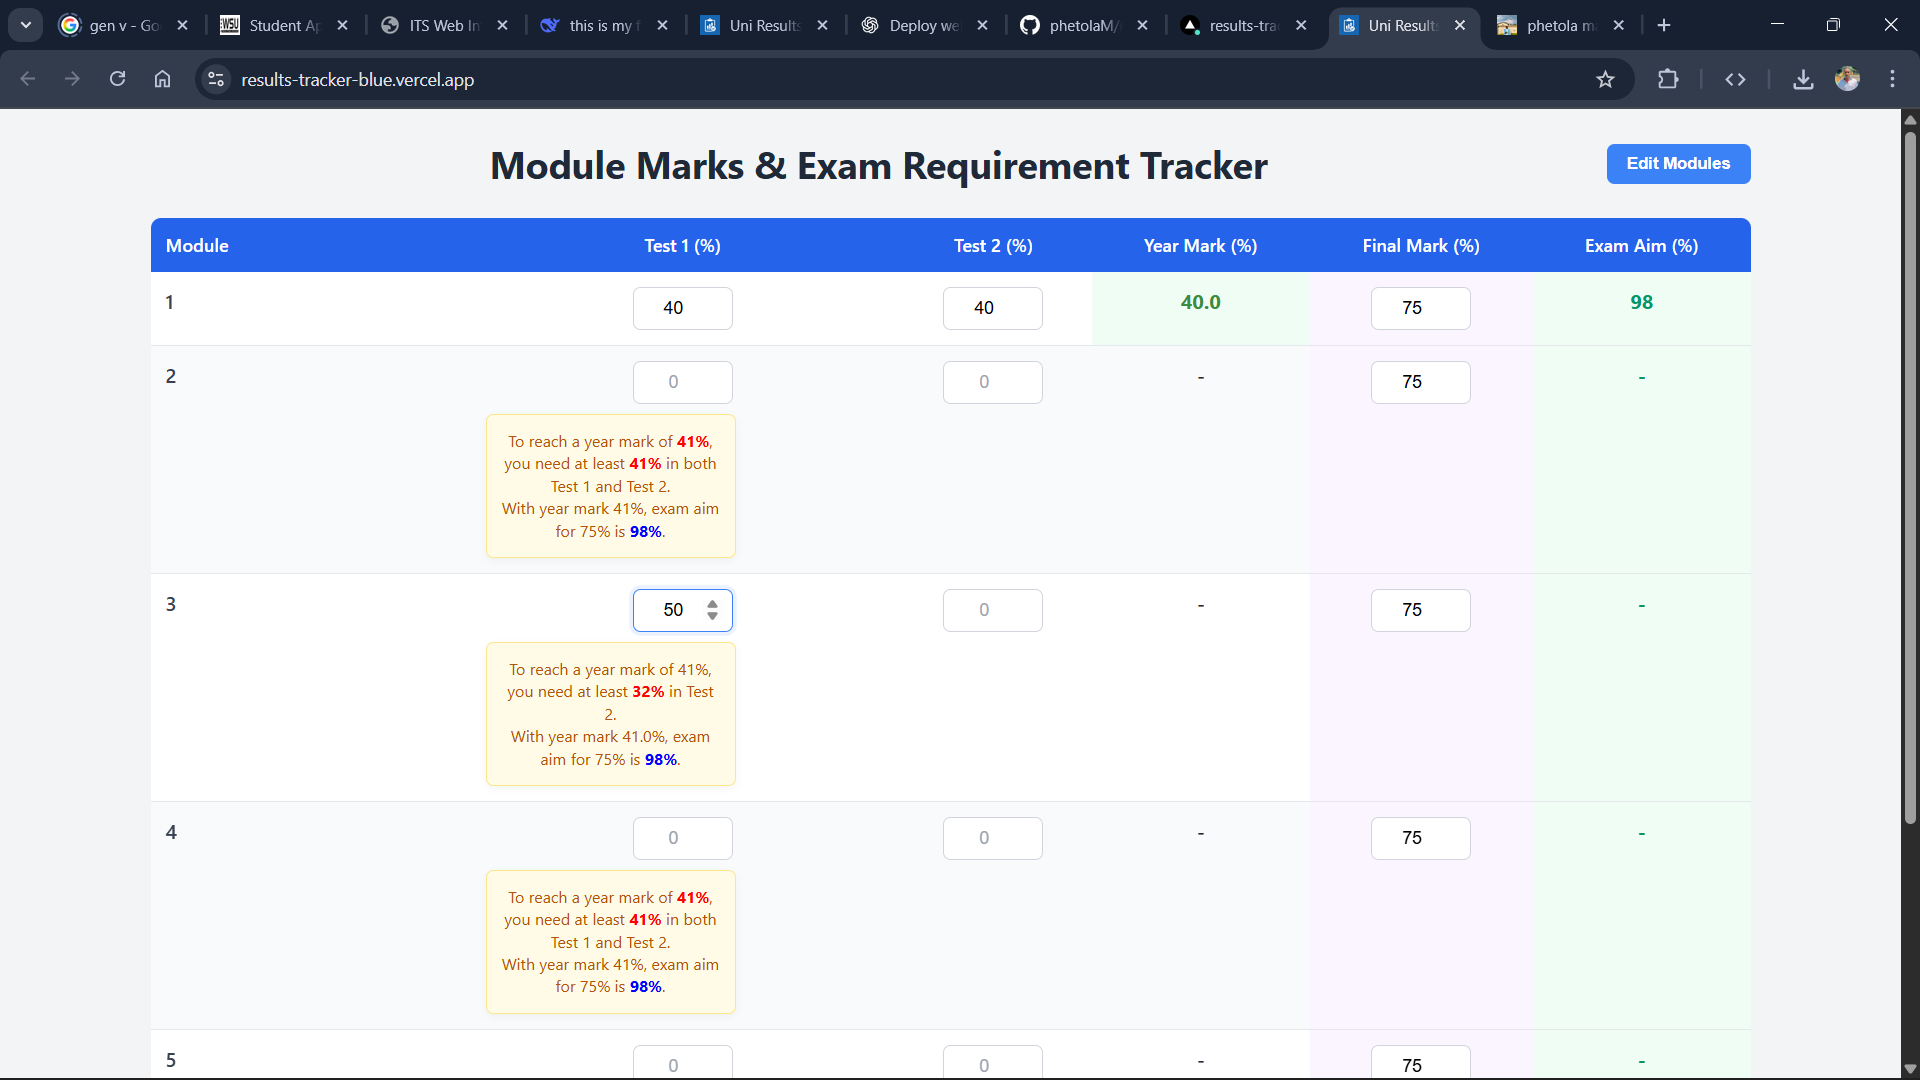 gen v - Go
Student Ap
ITS Web In
this is my f
Uni Results
Deploy we
phetolaM/
results-tra
Uni Results
phetola ma
results-tracker-blue.vercel.app
Module Marks & Exam Requirement Tracker
Edit Modules
Module Test 1 (%) Test 2 (%) Year Mark (%) Final Mark (%) Exam Aim (%)
1 40 40 40.0 75 98
2 0 0 - 75 -
To reach a year mark of 41%,
you need at least 41% in both
Test 1 and Test 2.
With year mark 41%, exam aim
for 75% is 98%.
3 50 0 - 75 -
To reach a year mark of 41%,
you need at least 32% in Test
2.
With year mark 41.0%, exam
aim for 75% is 98%.
4 0 0 - 75 -
To reach a year mark of 41%,
you need at least 41% in both
Test 1 and Test 2.
With year mark 41%, exam aim
for 75% is 98%.
5 0 0 - 75 -